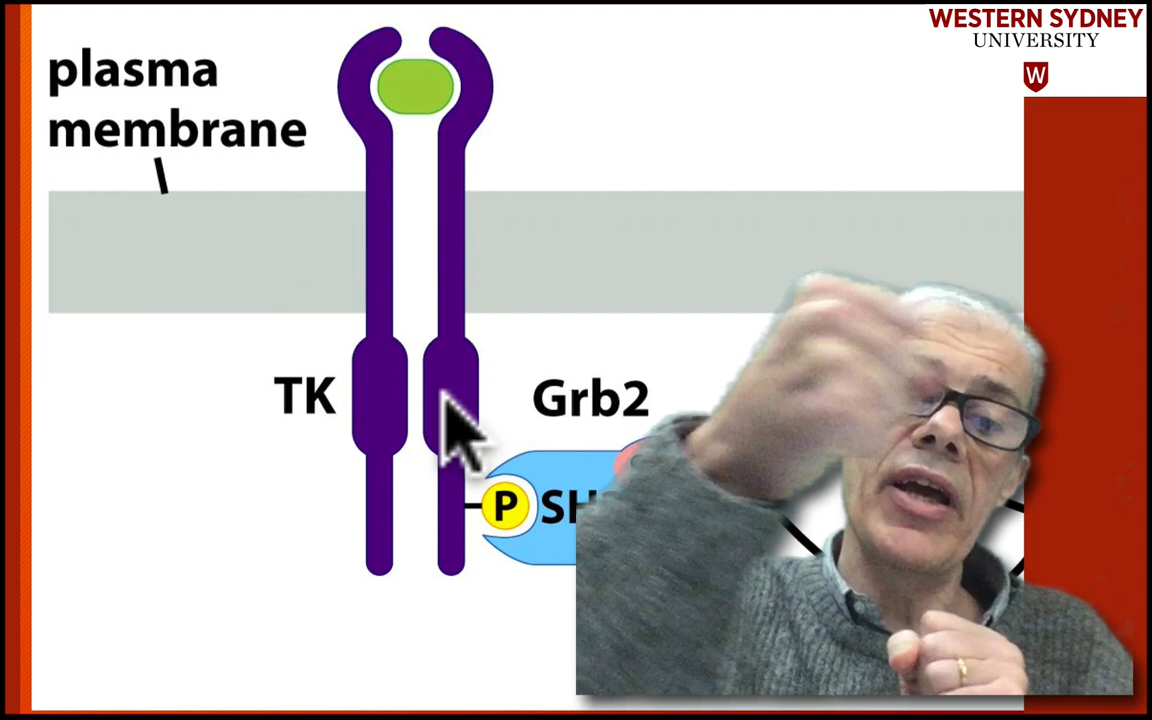 WESTERN SYDNEY
UNIVERSITY
W
plasma
membrane
TK
Grb2
P